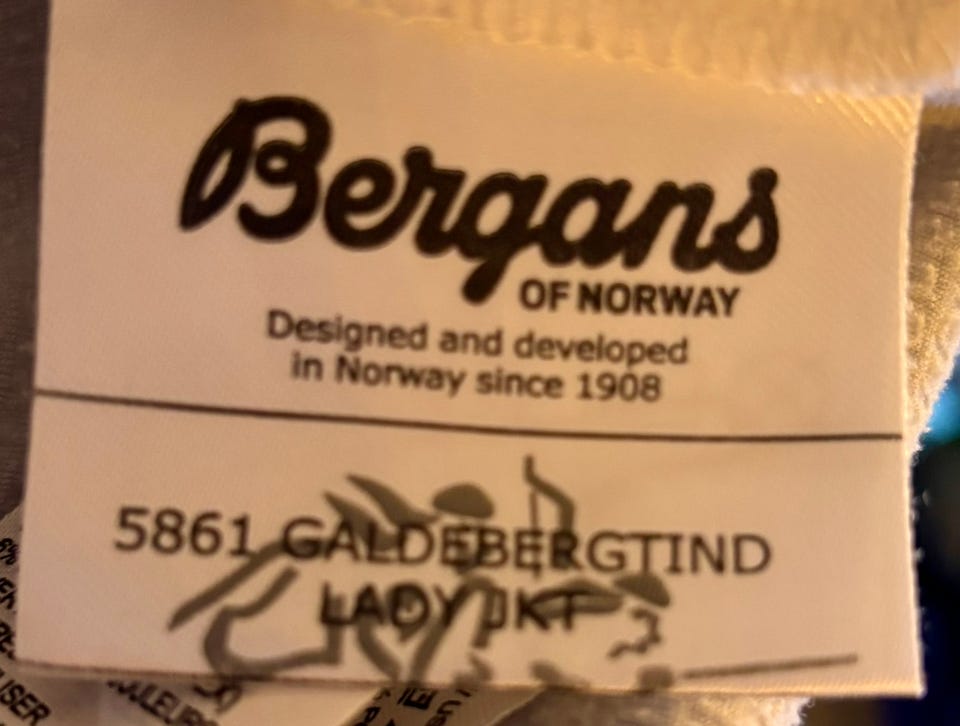 Bergans
OF NORWAY
Designed and developed
in Norway since 1908
5861 GALDEBERGTIND
LADY JKT